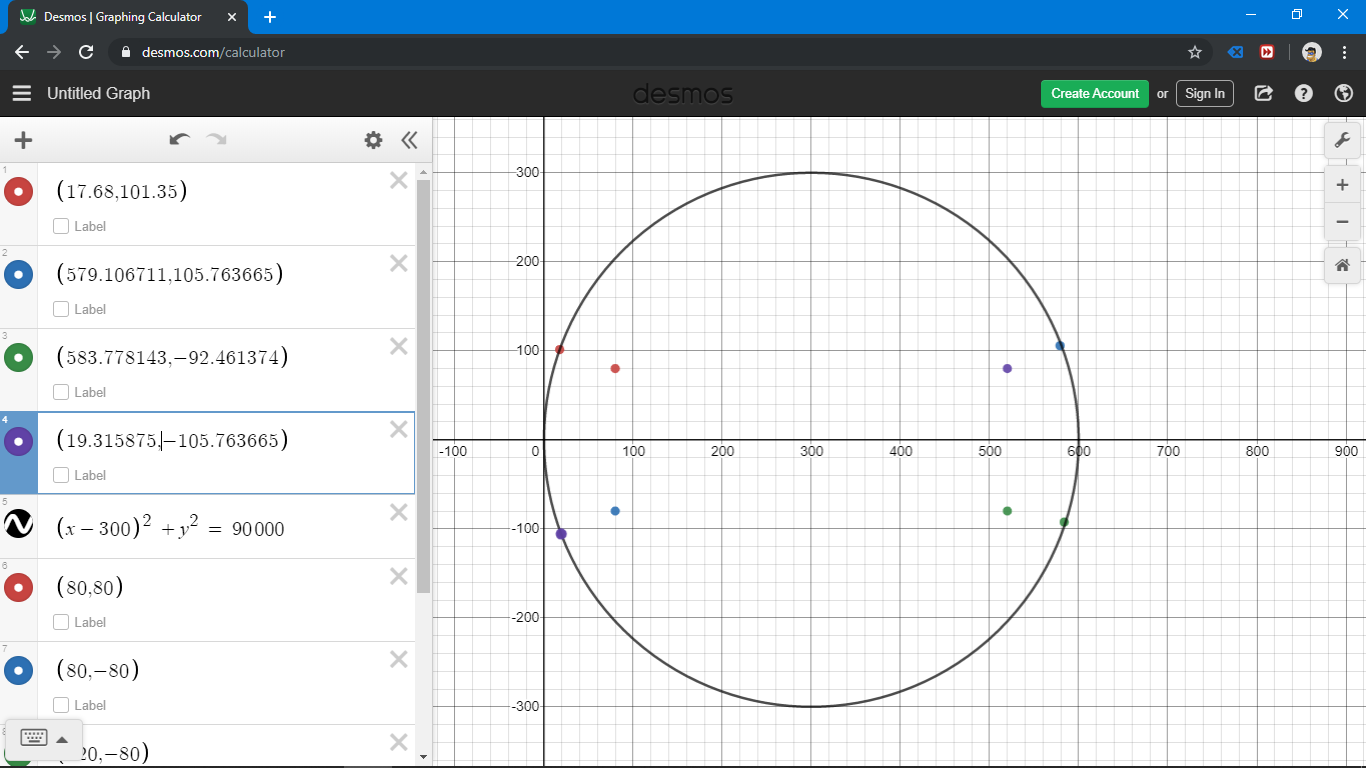 Desmos | Graphing Calculator
desmos.com/calculator
Untitled Graph
desmos
Create Account or Sign In
1
(17.68,101.35)
Label
2
(579.106711,105.763665)
Label
3
(583.778143,−92.461374)
Label
4
(19.315875,−105.763665)
Label
5
(x − 300)² + y² = 90000
6
(80,80)
Label
7
(80,−80)
Label
20,−80)
300
200
100
-100 0 100 200 300 400 500 600 700 800 900
-100
-200
-300